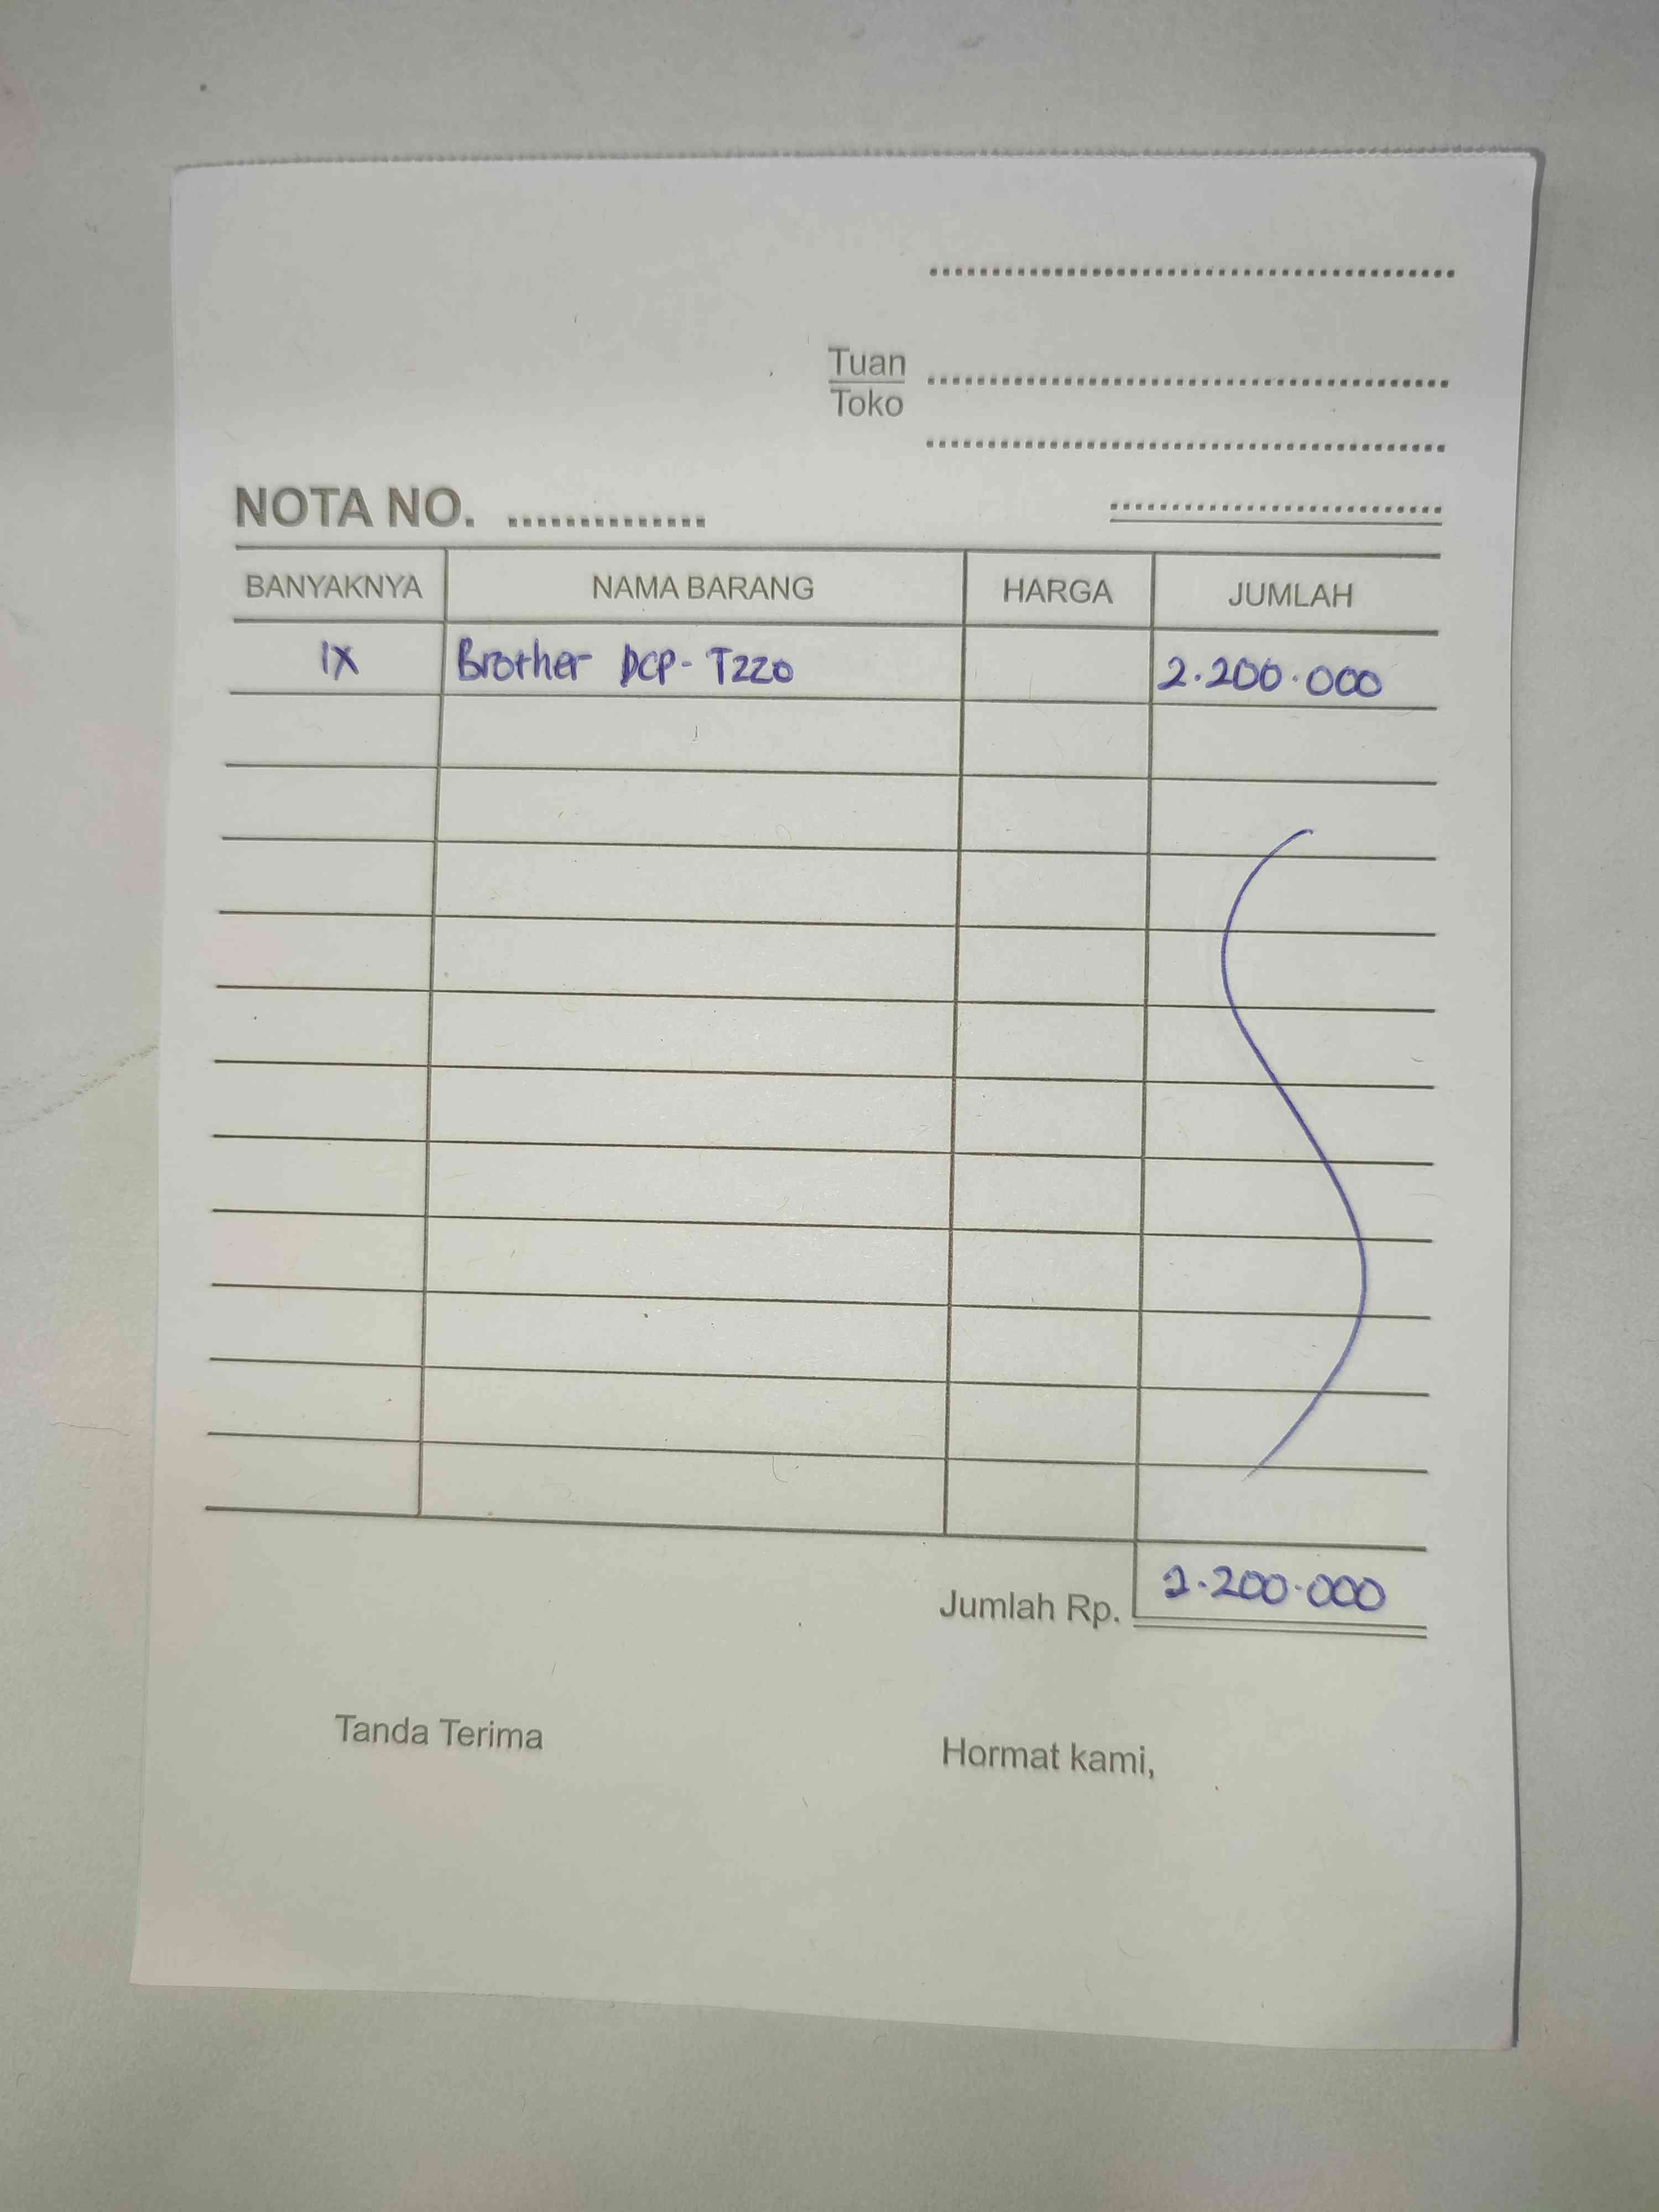 Tuan
Toko
NOTA NO. ..............
BANYAKNYA NAMA BARANG HARGA JUMLAH
1X Brother DCP-T220 2.200.000
Jumlah Rp. 2.200.000
Tanda Terima Hormat kami,